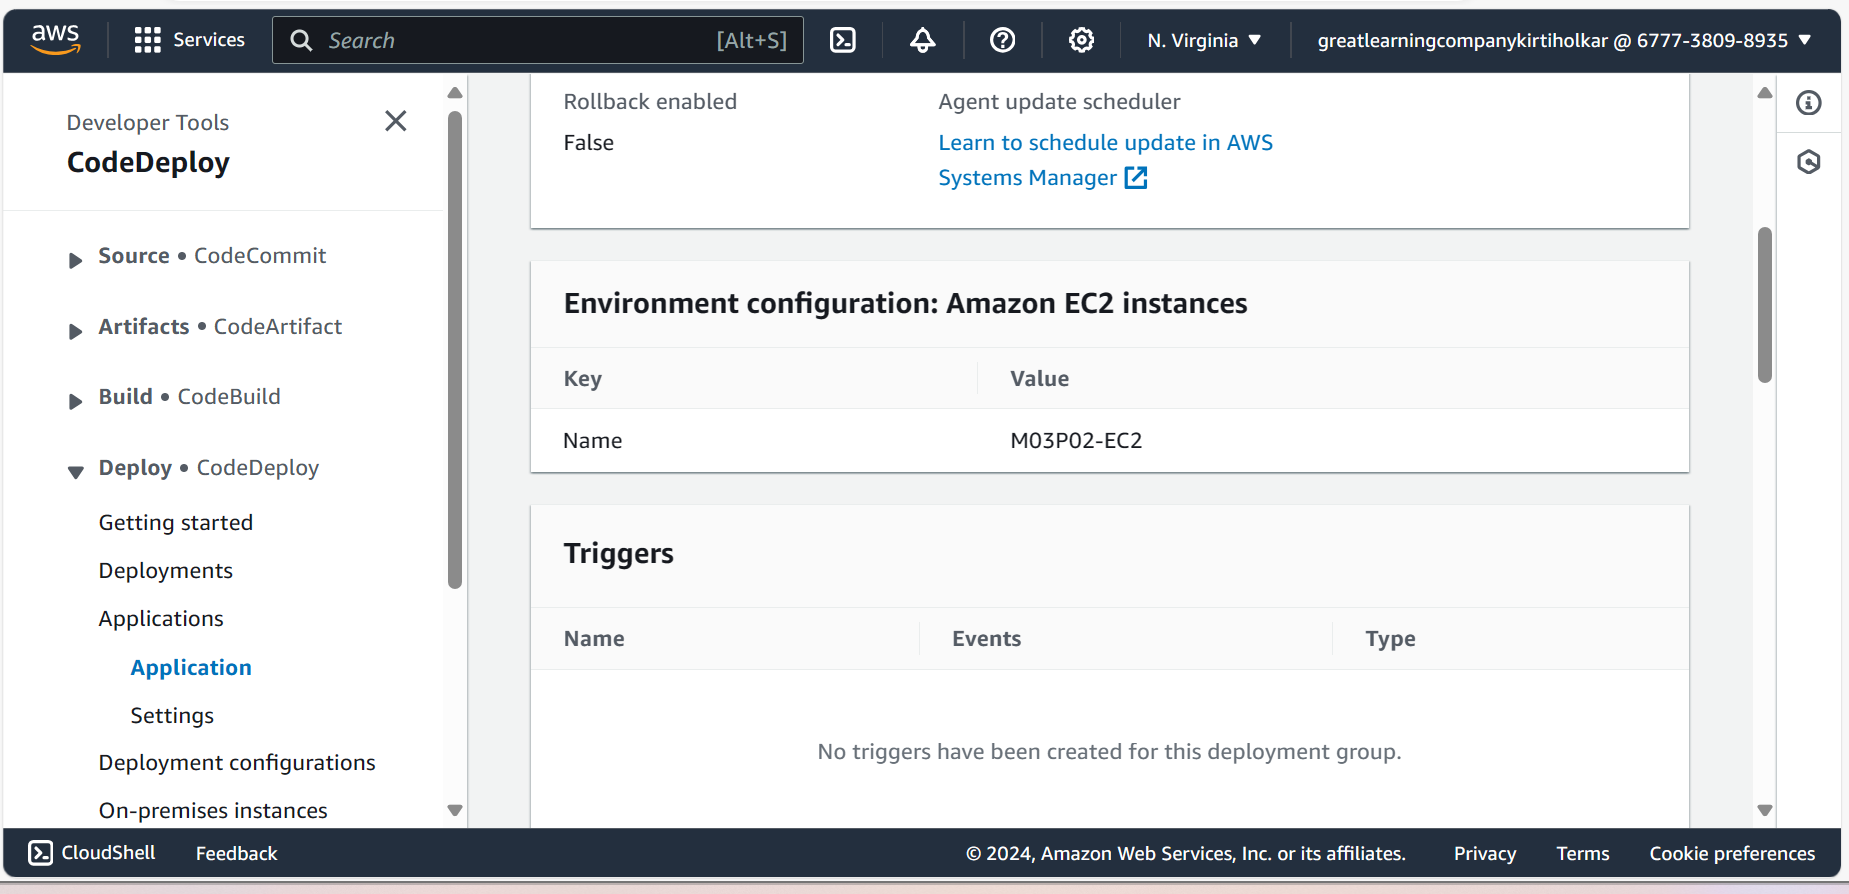 aws
Services
Search
[Alt+S]
N. Virginia
greatlearningcompanykirtiholkar @ 6777-3809-8935
Developer Tools
CodeDeploy
Source • CodeCommit
Artifacts • CodeArtifact
Build • CodeBuild
Deploy • CodeDeploy
Getting started
Deployments
Applications
Application
Settings
Deployment configurations
On-premises instances
Rollback enabled
False
Agent update scheduler
Learn to schedule update in AWS
Systems Manager
Environment configuration: Amazon EC2 instances
Key
Value
Name
M03P02-EC2
Triggers
Name
Events
Type
No triggers have been created for this deployment group.
CloudShell
Feedback
© 2024, Amazon Web Services, Inc. or its affiliates.
Privacy
Terms
Cookie preferences